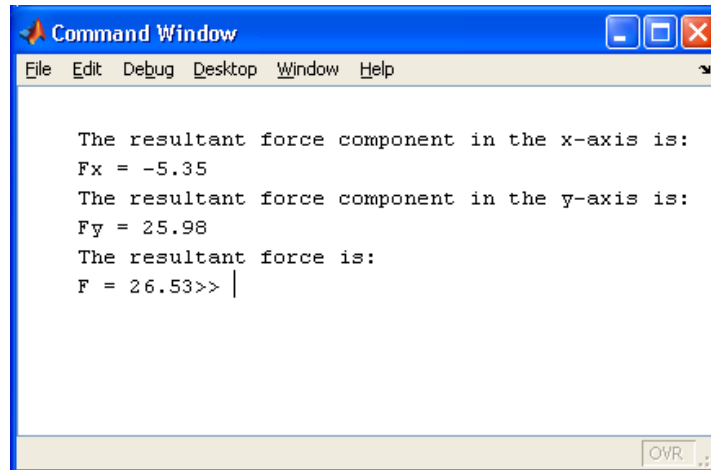 Command Window
File Edit Debug Desktop Window Help
The resultant force component in the x-axis is:
Fx = -5.35
The resultant force component in the y-axis is:
Fy = 25.98
The resultant force is:
F = 26.53>>
OVR